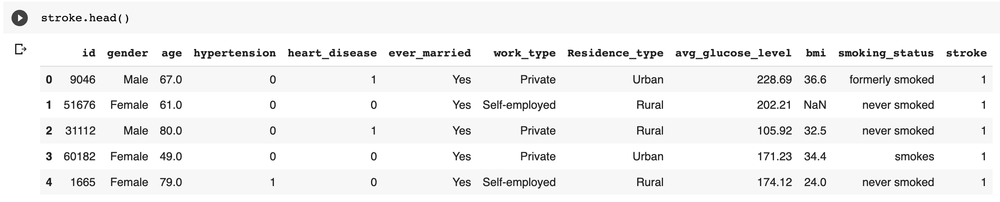 stroke.head()
id gender age hypertension heart_disease ever_married work_type Residence_type avg_glucose_level bmi smoking_status stroke
0 9046 Male 67.0 0 1 Yes Private Urban 228.69 36.6 formerly smoked 1
1 51676 Female 61.0 0 0 Yes Self-employed Rural 202.21 NaN never smoked 1
2 31112 Male 80.0 0 1 Yes Private Rural 105.92 32.5 never smoked 1
3 60182 Female 49.0 0 0 Yes Private Urban 171.23 34.4 smokes 1
4 1665 Female 79.0 1 0 Yes Self-employed Rural 174.12 24.0 never smoked 1